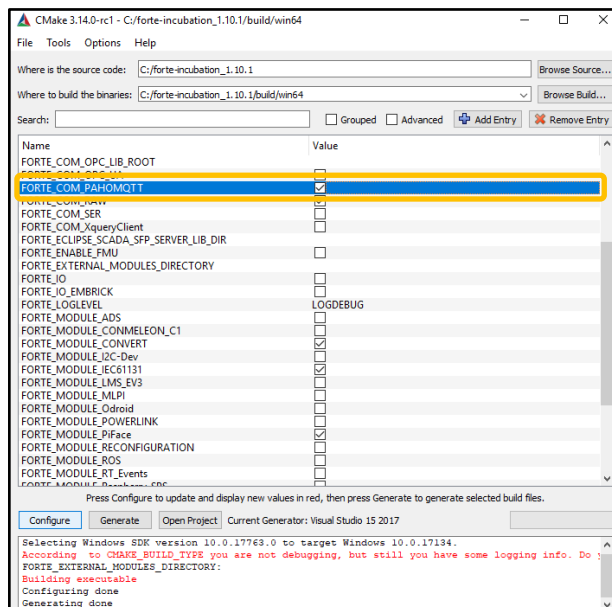 CMake 3.14.0-rc1 - C:/forte-incubation_1.10.1/build/win64
File Tools Options Help
Where is the source code: C:/forte-incubation_1.10.1 Browse Source...
Where to build the binaries: C:/forte-incubation_1.10.1/build/win64 Browse Build...
Search: Grouped Advanced Add Entry Remove Entry
Name Value
FORTE_COM_OPC_LIB_ROOT
FORTE_COM_OPC_UA
FORTE_COM_PAHOMQTT
FORTE_COM_RAW
FORTE_COM_SER
FORTE_COM_XqueryClient
FORTE_ECLIPSE_SCADA_SFP_SERVER_LIB_DIR
FORTE_ENABLE_FMU
FORTE_EXTERNAL_MODULES_DIRECTORY
FORTE_IO
FORTE_IO_EMBRICK
FORTE_LOGLEVEL LOGDEBUG
FORTE_MODULE_ADS
FORTE_MODULE_CONMELEON_C1
FORTE_MODULE_CONVERT
FORTE_MODULE_I2C-Dev
FORTE_MODULE_IEC61131
FORTE_MODULE_LMS_EV3
FORTE_MODULE_MLPI
FORTE_MODULE_Odroid
FORTE_MODULE_POWERLINK
FORTE_MODULE_PiFace
FORTE_MODULE_RECONFIGURATION
FORTE_MODULE_ROS
FORTE_MODULE_RT_Events
FORTE_MODULE_Raspberry_SPS
Press Configure to update and display new values in red, then press Generate to generate selected build files.
Configure Generate Open Project Current Generator: Visual Studio 15 2017
Selecting Windows SDK version 10.0.17763.0 to target Windows 10.0.17134.
According to CMAKE_BUILD_TYPE you are not debugging, but still you have some logging info. Do
FORTE_EXTERNAL_MODULES_DIRECTORY:
Building executable
Configuring done
Generating done